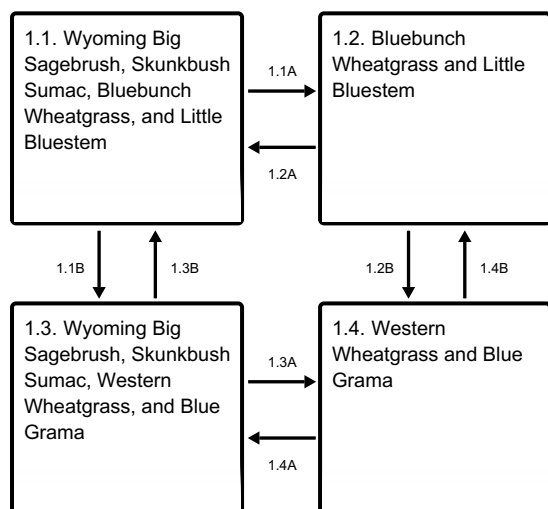 1.1. Wyoming Big
Sagebrush, Skunkbush
Sumac, Bluebunch
Wheatgrass, and Little
Bluestem
1.1A
1.2A
1.2. Bluebunch
Wheatgrass and Little
Bluestem
1.1B
1.3B
1.2B
1.4B
1.3. Wyoming Big
Sagebrush, Skunkbush
Sumac, Western
Wheatgrass, and Blue
Grama
1.3A
1.4A
1.4. Western
Wheatgrass and Blue
Grama